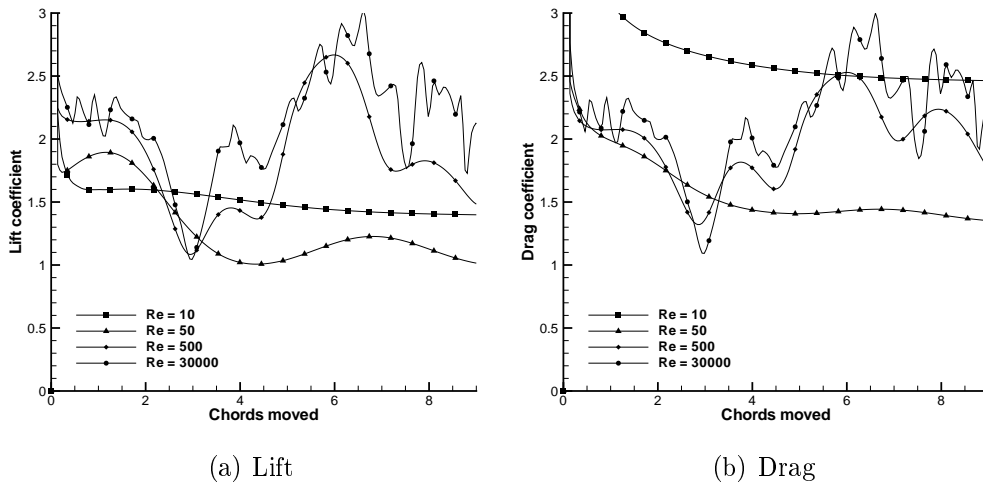 3
2.5
2
1.5
1
0.5
0
Lift coefficient
Re = 10
Re = 50
Re = 500
Re = 30000
0 2 4 6 8
Chords moved
(a) Lift
3
2.5
2
1.5
1
0.5
0
Drag coefficient
Re = 10
Re = 50
Re = 500
Re = 30000
0 2 4 6 8
Chords moved
(b) Drag